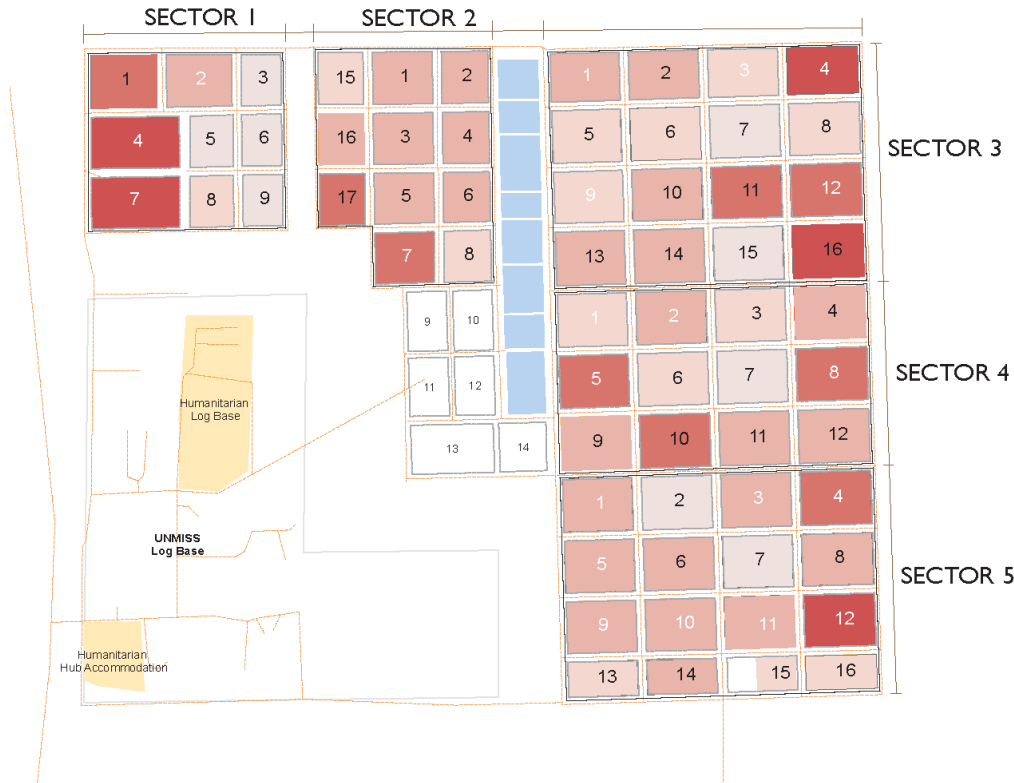 SECTOR 1
SECTOR 2
1 2 3
4 5 6
7 8 9
15 1 2
16 3 4
17 5 6
7 8
9 10
11 12
13 14
1 2 3 4
5 6 7 8
9 10 11 12
13 14 15 16
SECTOR 3
1 2 3 4
5 6 7 8
9 10 11 12
SECTOR 4
1 2 3 4
5 6 7 8
9 10 11 12
13 14 15 16
SECTOR 5
Humanitarian
Log Base
UNMISS
Log Base
Humanitarian
Hub Accommodation